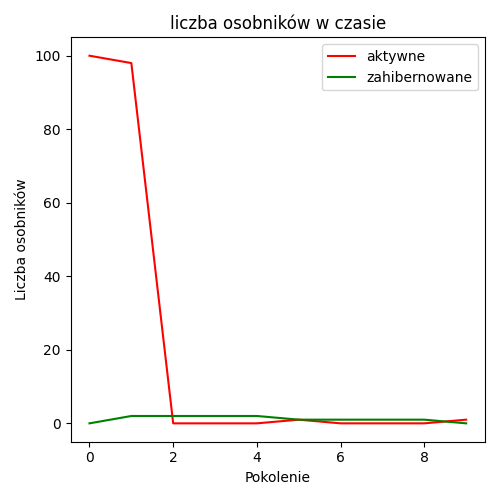 liczba osobników w czasie
aktywne
zahibernowane
Liczba osobników
100
80
60
40
20
0
0 2 4 6 8
Pokolenie